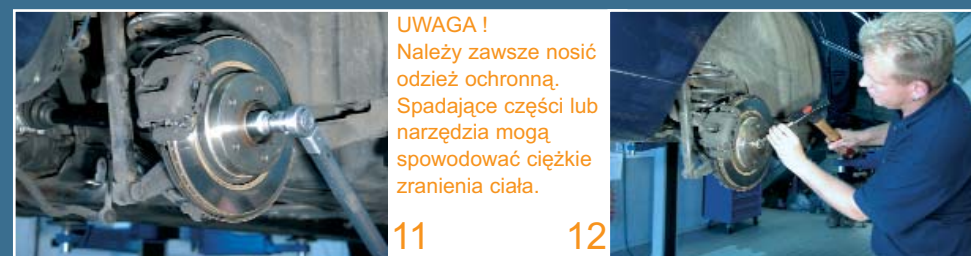 UWAGA !
Należy zawsze nosić
odzież ochronną.
Spadające części lub
narzędzia mogą
spowodować ciężkie
zranienia ciała.
11 12